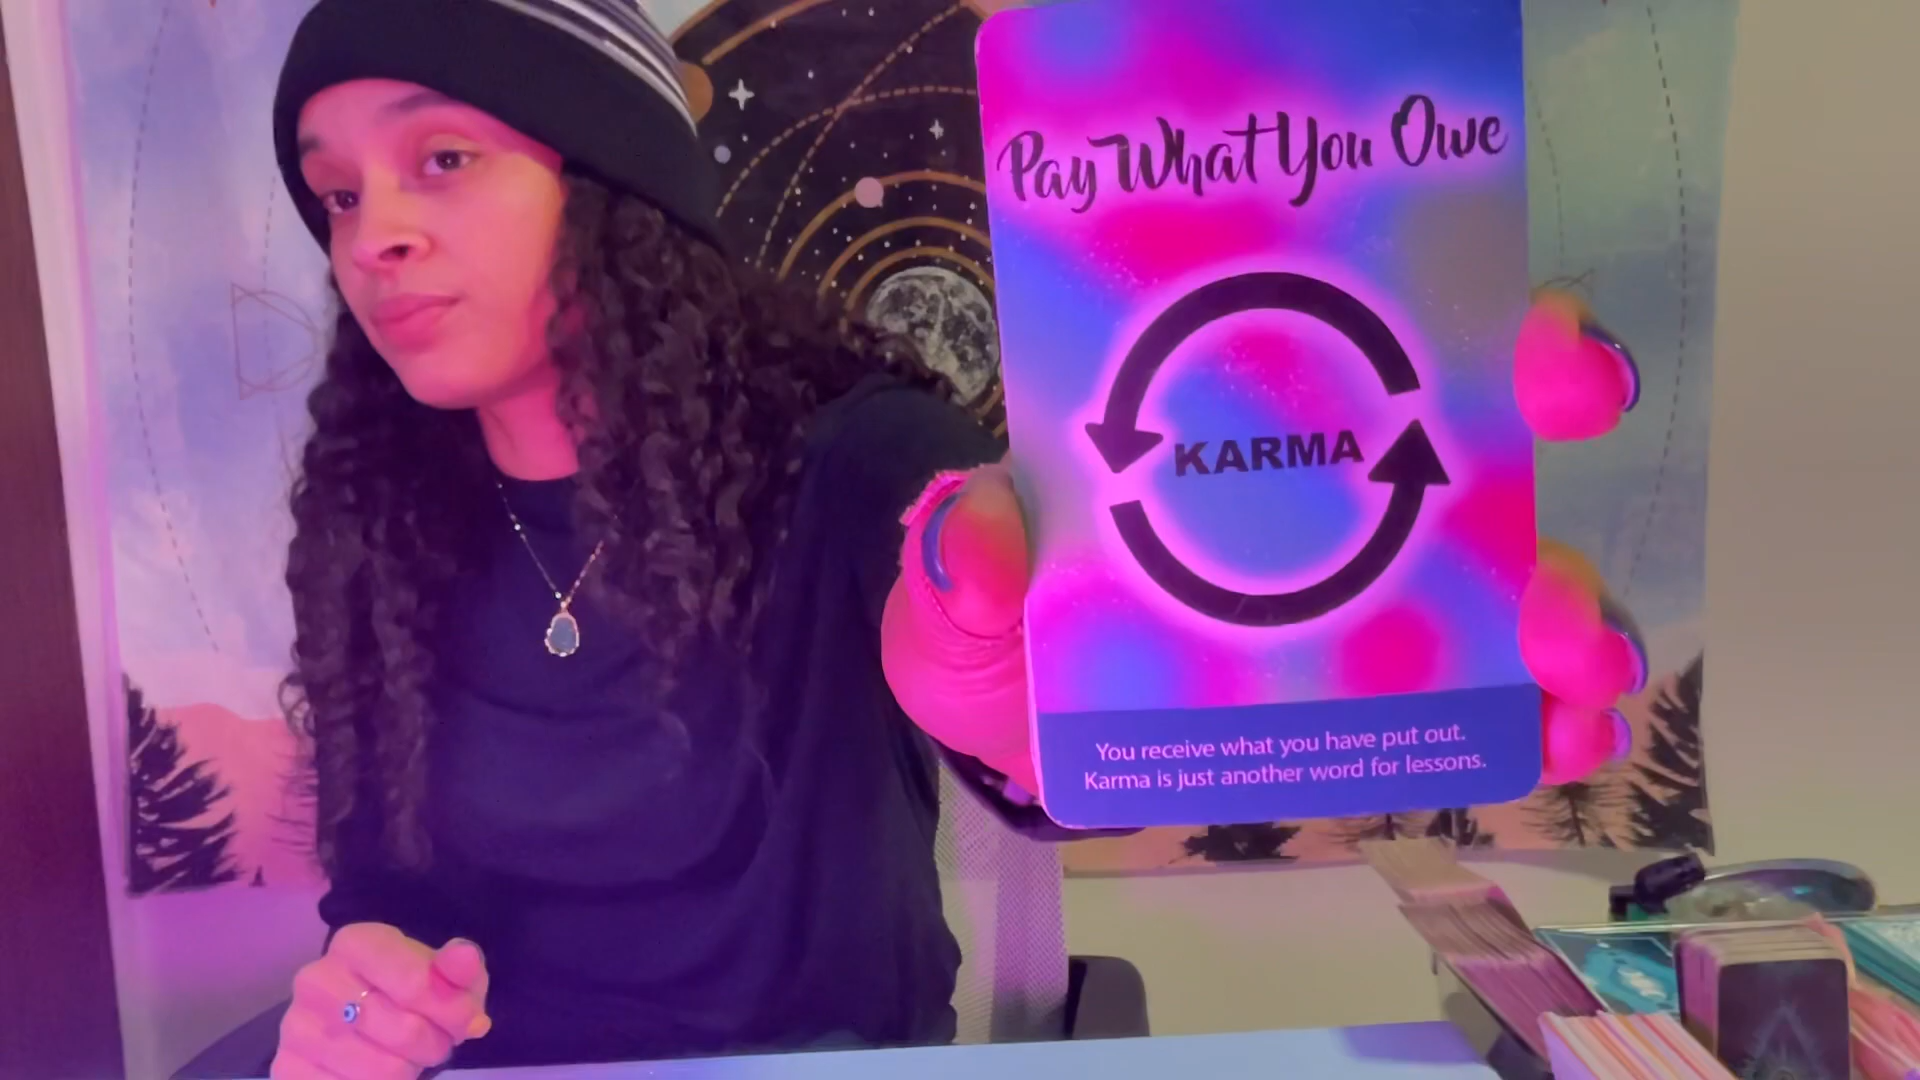 Pay What You Owe
KARMA
You receive what you have put out.
Karma is just another word for lessons.